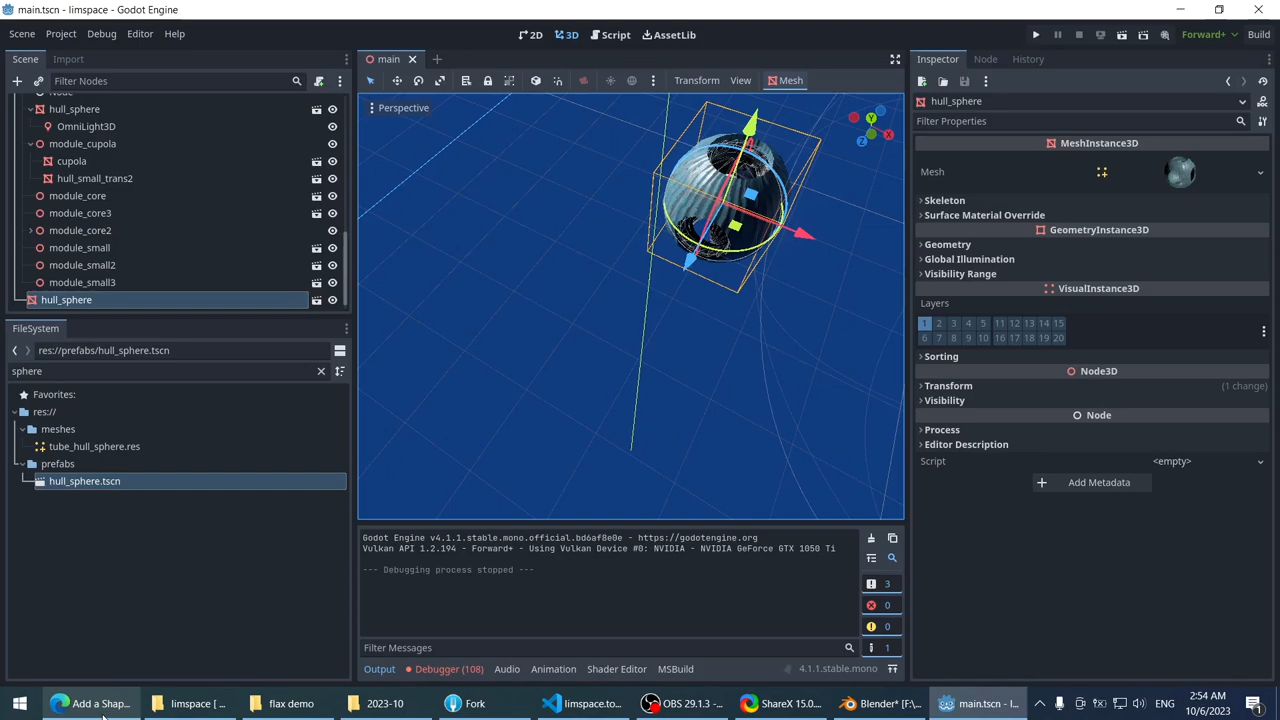 main.tscn - limspace - Godot Engine
Scene Project Debug Editor Help
2D 3D Script AssetLib
Forward+ Build
Scene Import
main
Inspector Node History
Filter Nodes
Transform View Mesh
Perspective
Y
X
Z
hull_sphere
OmniLight3D
module_cupola
cupola
hull_small_trans2
module_core
module_core3
module_core2
module_small
module_small2
module_small3
hull_sphere
FileSystem
res://prefabs/hull_sphere.tscn
sphere
Favorites:
res://
meshes
tube_hull_sphere.res
prefabs
hull_sphere.tscn
Godot Engine v4.1.1.stable.mono.official.bd6af8e0e - https://godotengine.org
Vulkan API 1.2.194 - Forward+ - Using Vulkan Device #0: NVIDIA - NVIDIA GeForce GTX 1050 Ti
--- Debugging process stopped ---
3
0
0
1
Filter Messages
Output Debugger (108) Audio Animation Shader Editor MSBuild 4.1.1.stable.mono
hull_sphere
Filter Properties
MeshInstance3D
Mesh
Skeleton
Surface Material Override
GeometryInstance3D
Geometry
Global Illumination
Visibility Range
VisualInstance3D
Layers
1 2 3 4 5 11 12 13 14 15
6 7 8 9 10 16 17 18 19 20
Sorting
Node3D
Transform (1 change)
Visibility
Node
Process
Editor Description
Script <empty>
Add Metadata
Add a Shap... limspace [ ... flax demo 2023-10 Fork limspace.to... OBS 29.1.3 -... ShareX 15.0... Blender* [F:\... main.tscn - l...
2:54 AM
10/6/2023
1